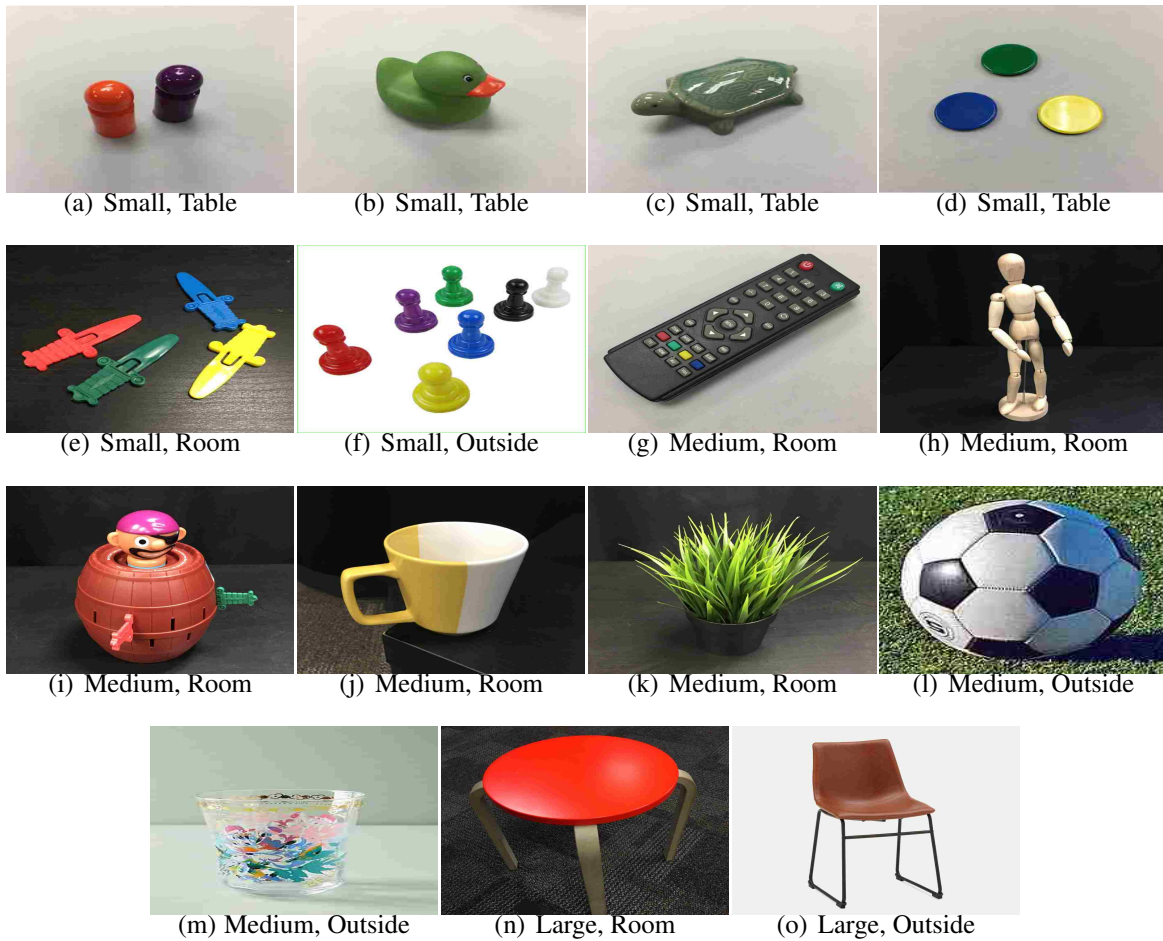 (a) Small, Table
(b) Small, Table
(c) Small, Table
(d) Small, Table
(e) Small, Room
(f) Small, Outside
(g) Medium, Room
(h) Medium, Room
(i) Medium, Room
(j) Medium, Room
(k) Medium, Room
(l) Medium, Outside
(m) Medium, Outside
(n) Large, Room
(o) Large, Outside